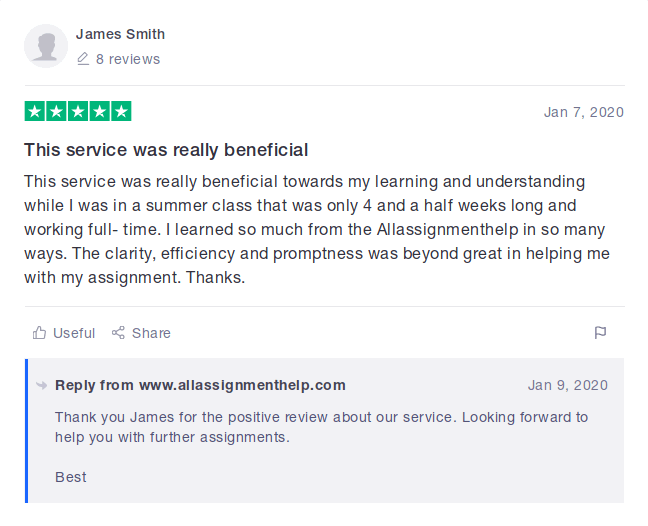 James Smith
8 reviews
Jan 7, 2020
This service was really beneficial
This service was really beneficial towards my learning and understanding
while I was in a summer class that was only 4 and a half weeks long and
working full- time. I learned so much from the Allassignmenthelp in so many
ways. The clarity, efficiency and promptness was beyond great in helping me
with my assignment. Thanks.
Useful Share
Reply from www.allassignmenthelp.com Jan 9, 2020
Thank you James for the positive review about our service. Looking forward to
help you with further assignments.
Best